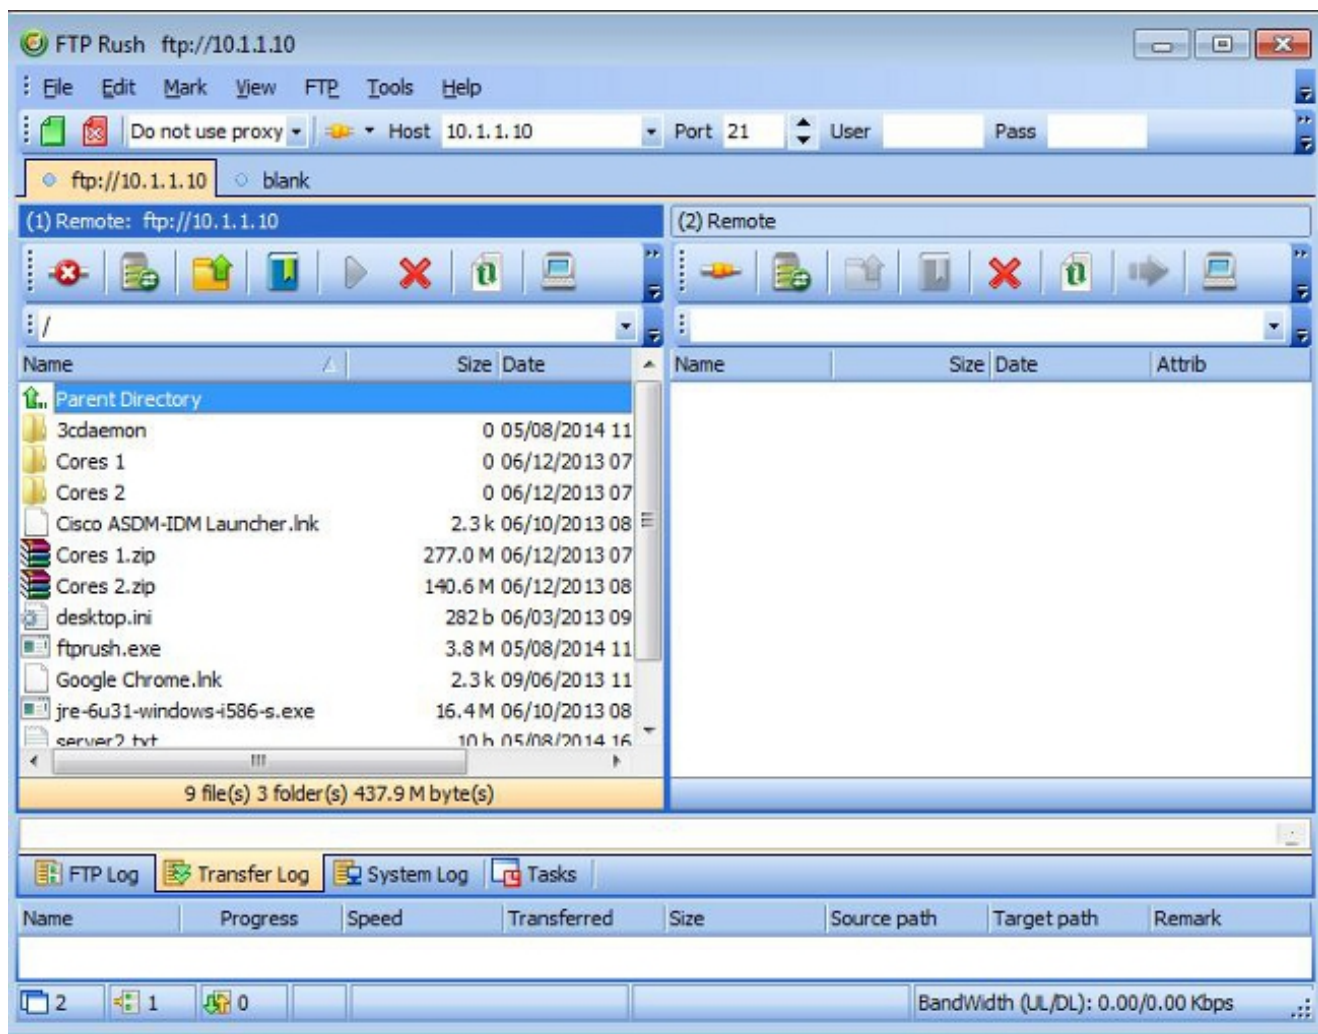 FTP Rush ftp://10.1.1.10
File Edit Mark View FTP Tools Help
Do not use proxy Host 10.1.1.10 Port 21 User Pass
ftp://10.1.1.10 blank
(1) Remote: ftp://10.1.1.10 (2) Remote
/
Name Size Date Name Size Date Attrib
Parent Directory
3cdaemon 0 05/08/2014 11
Cores 1 0 06/12/2013 07
Cores 2 0 06/12/2013 07
Cisco ASDM-IDM Launcher.lnk 2.3 k 06/10/2013 08
Cores 1.zip 277.0 M 06/12/2013 07
Cores 2.zip 140.6 M 06/12/2013 08
desktop.ini 282 b 06/03/2013 09
ftprush.exe 3.8 M 05/08/2014 11
Google Chrome.lnk 2.3 k 09/06/2013 11
jre-6u31-windows-i586-s.exe 16.4 M 06/10/2013 08
server2.txt 10 b 05/08/2014 16
9 file(s) 3 folder(s) 437.9 M byte(s)
FTP Log Transfer Log System Log Tasks
Name Progress Speed Transferred Size Source path Target path Remark
2 1 0 BandWidth (UL/DL): 0.00/0.00 Kbps